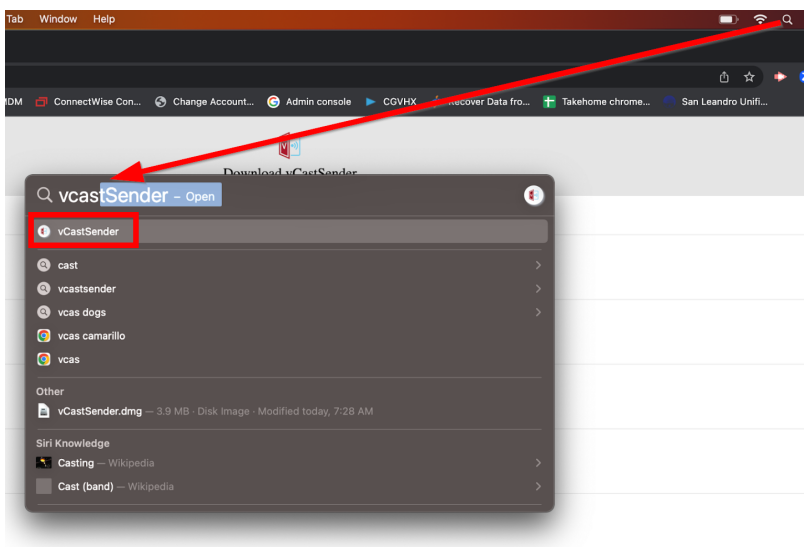 Tab Window Help
MDM ConnectWise Con... Change Account... Admin console CGVHX Recover Data fro... Takehome chrome... San Leandro Unifi...
Download vCastSender
vcastSender – Open
vCastSender
cast
vcastsender
vcas dogs
vcas camarillo
vcas
Other
vCastSender.dmg — 3.9 MB · Disk Image · Modified today, 7:28 AM
Siri Knowledge
Casting — Wikipedia
Cast (band) — Wikipedia